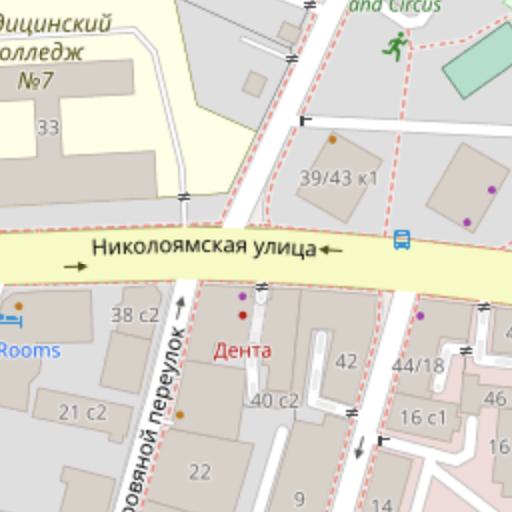 and Circus
дицинский
олледж
№7
33
39/43 к1
Николоямская улица
38 с2
Rooms
Дента
42
44/18
21 с2
40 с2
46
16 с1
16
22
9
14
ровяной переулок